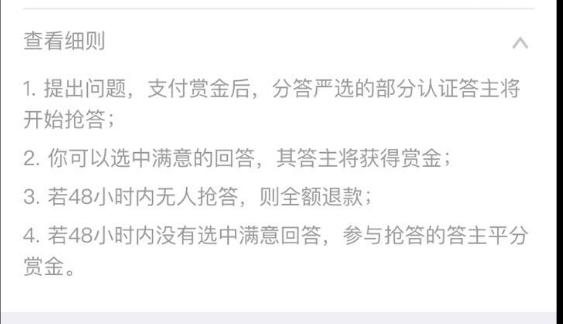 查看细则
1. 提出问题，支付赏金后，分答严选的部分认证答主将
开始抢答；
2. 你可以选中满意的回答，其答主将获得赏金；
3. 若48小时内无人抢答，则全额退款；
4. 若48小时内没有选中满意回答，参与抢答的答主平分
赏金。